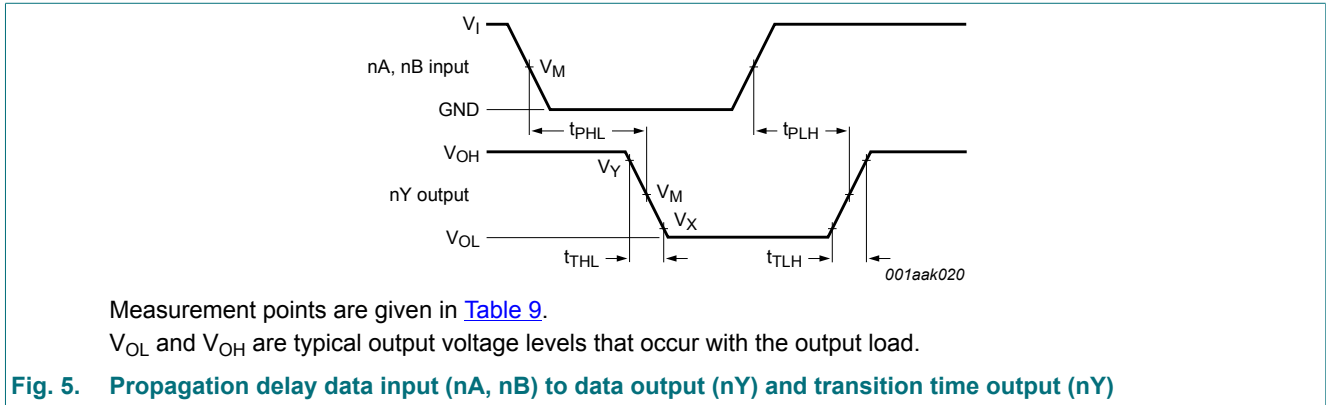 VI
nA, nB input
VM
GND
tPHL
tPLH
VOH
VY
nY output
VM
VX
VOL
tTHL
tTLH
001aak020
Measurement points are given in Table 9.
VOL and VOH are typical output voltage levels that occur with the output load.
Fig. 5. Propagation delay data input (nA, nB) to data output (nY) and transition time output (nY)